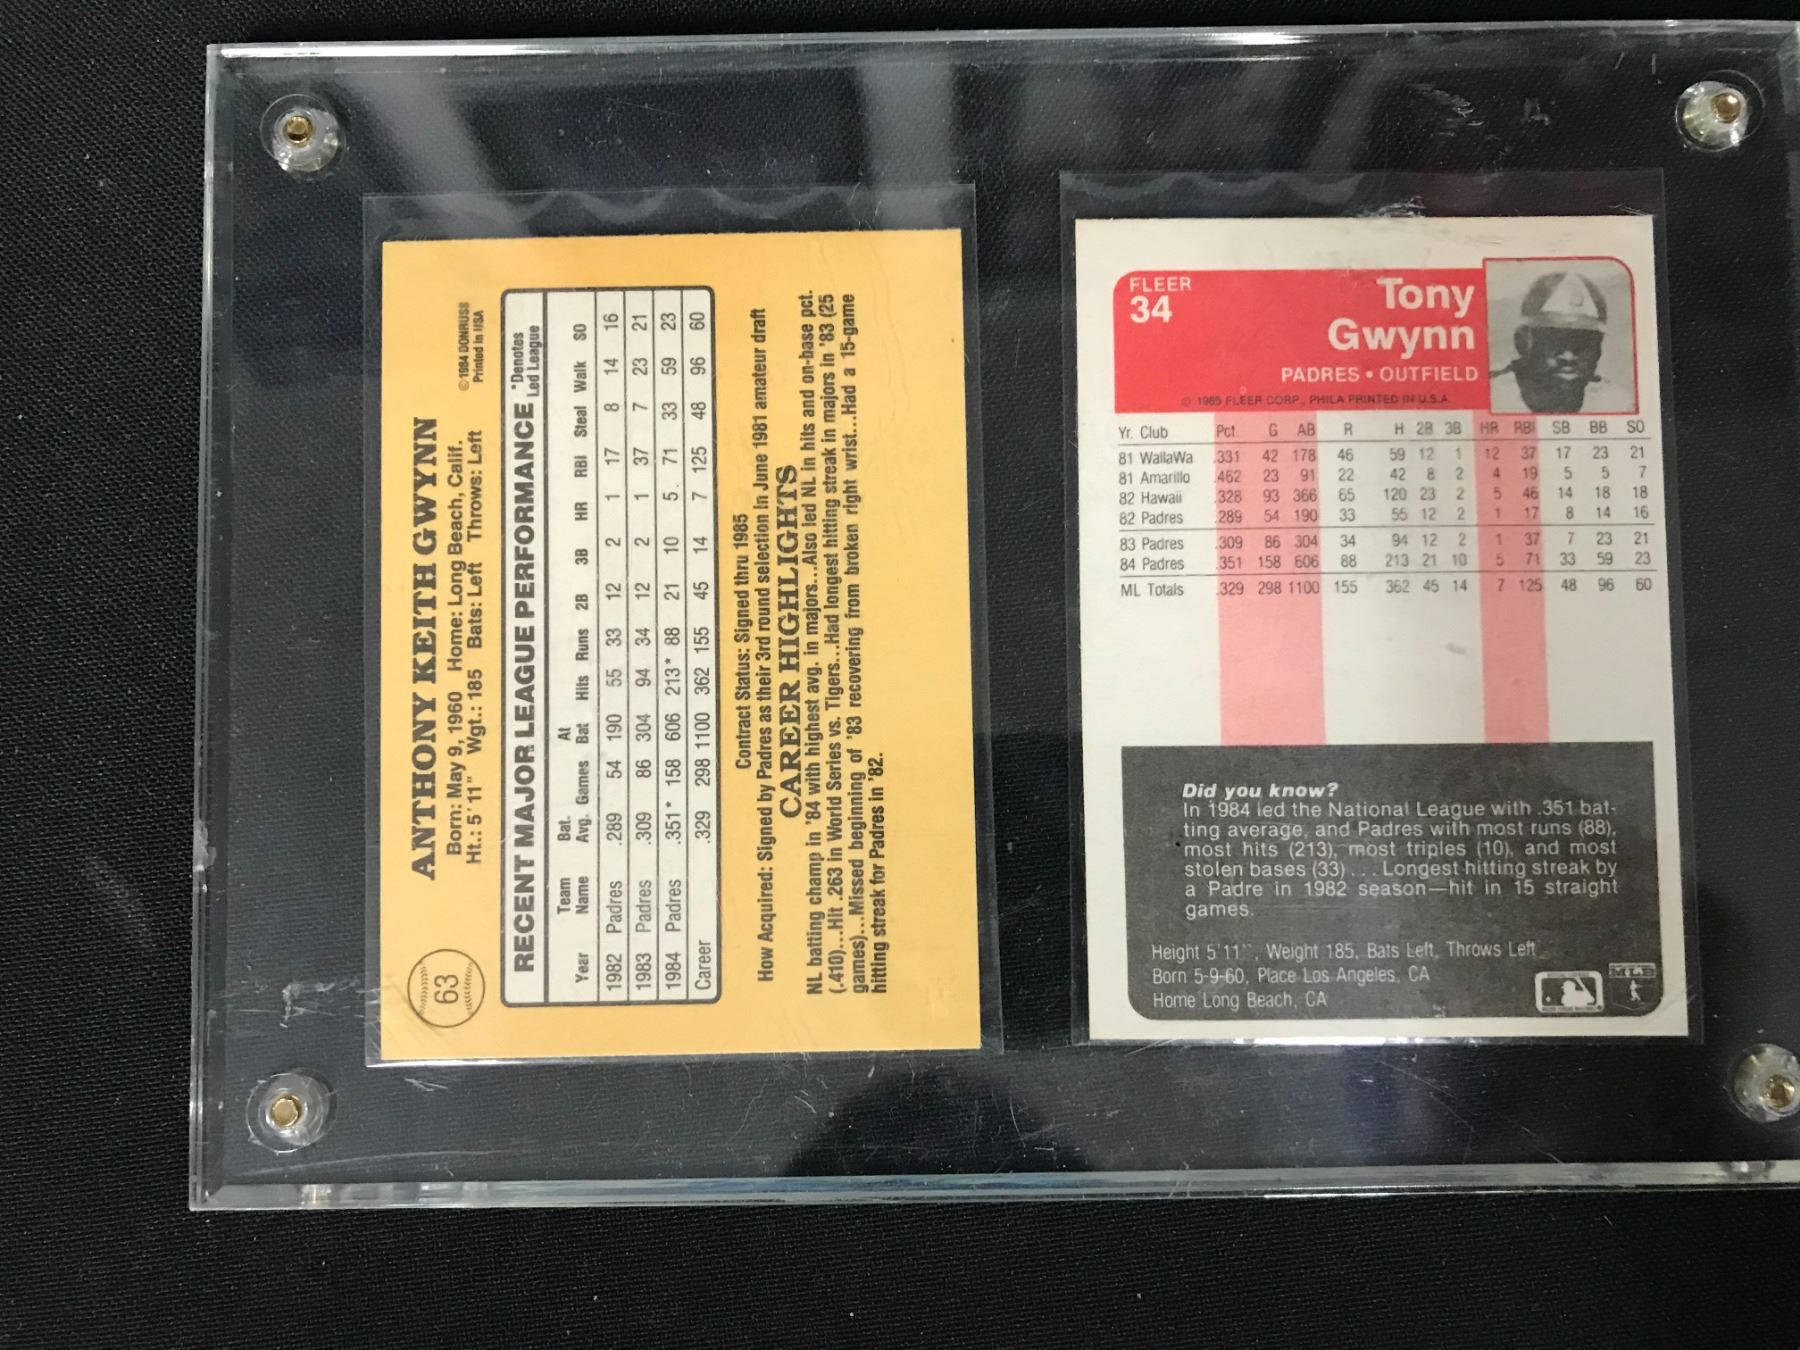 63
ANTHONY KEITH GWYNN
©1984 DONRUSS
Printed in USA
Born: May 9, 1960 Home: Long Beach, Calif.
Ht.: 5'11" Wgt.: 185 Bats: Left Throws: Left
RECENT MAJOR LEAGUE PERFORMANCE *Denotes Led League
Year Team Name Bat. Avg. Games At Bat Hits Runs 2B 3B HR RBI Steal Walk SO
1982 Padres .289 54 190 55 33 12 2 1 17 8 14 16
1983 Padres .309 86 304 94 34 12 2 1 37 7 23 21
1984 Padres .351* 158 606 213* 88 21 10 5. 71 33 59 23
Career .329 298 1100 362 155 45 14 7 125 48 96 60
Contract Status: Signed thru 1985
How Acquired: Signed by Padres as their 3rd round selection in June 1981 amateur draft
CAREER HIGHLIGHTS
NL batting champ in '84 with highest avg. in majors...Also led NL in hits and on-base pct.
(.410)...Hit .263 in World Series vs. Tigers...Had longest hitting streak in majors in '83 (25
games)...Missed beginning of '83 recovering from broken right wrist...Had a 15-game
hitting streak for Padres in '82.
FLEER
34
Tony
Gwynn
PADRES • OUTFIELD
© 1985 FLEER CORP., PHILA PRINTED IN U.S.A.
Yr. Club Pct. G AB R H 2B 3B HR RBI SB BB SO
81 WallaWa .331 42 178 46 59 12 1 12 37 17 23 21
81 Amarillo .462 23 91 22 42 8 2 4 19 5 5 7
82 Hawaii .328 93 366 65 120 23 2 5 46 14 18 18
82 Padres .289 54 190 33 55 12 2 1 17 8 14 16
83 Padres .309 86 304 34 94 12 2 1 37 7 23 21
84 Padres .351 158 606 88 213 21 10 5 71 33 59 23
ML Totals .329 298 1100 155 362 45 14 7 125 48 96 60
Did you know?
In 1984 led the National League with .351 bat-
ting average, and Padres with most runs (88),
most hits (213), most triples (10), and most
stolen bases (33) . . . Longest hitting streak by
a Padre in 1982 season—hit in 15 straight
games.
Height 5'11", Weight 185, Bats Left, Throws Left
Born 5-9-60, Place Los Angeles, CA
Home Long Beach, CA
MLB